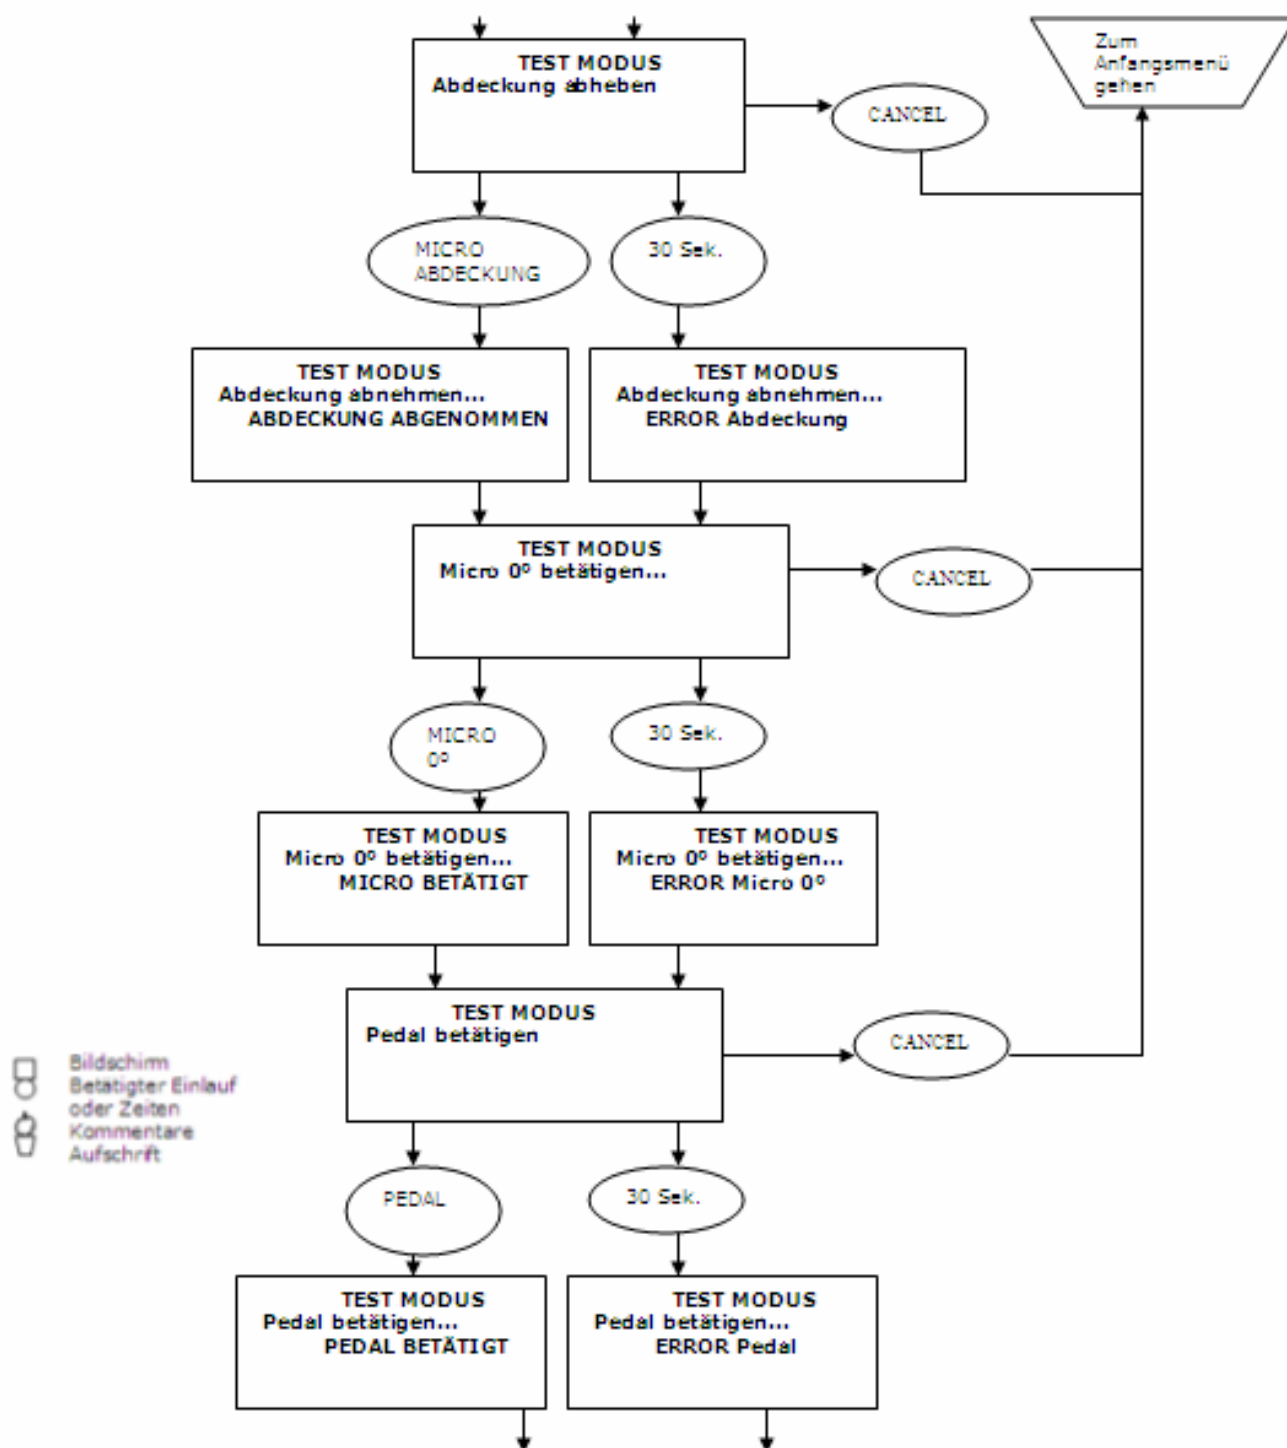 TEST MODUS
Abdeckung abheben
Zum
Anfangsmenü
gehen
CANCEL
MICRO
ABDECKUNG
30 Sek.
TEST MODUS
Abdeckung abnehmen...
ABDECKUNG ABGENOMMEN
TEST MODUS
Abdeckung abnehmen...
ERROR Abdeckung
TEST MODUS
Micro 0º betätigen...
CANCEL
MICRO
0º
30 Sek.
TEST MODUS
Micro 0º betätigen...
MICRO BETÄTIGT
TEST MODUS
Micro 0º betätigen...
ERROR Micro 0º
TEST MODUS
Pedal betätigen
CANCEL
Bildschirm
Betätigter Einlauf
oder Zeiten
Kommentare
Aufschrift
PEDAL
30 Sek.
TEST MODUS
Pedal betätigen...
PEDAL BETÄTIGT
TEST MODUS
Pedal betätigen...
ERROR Pedal